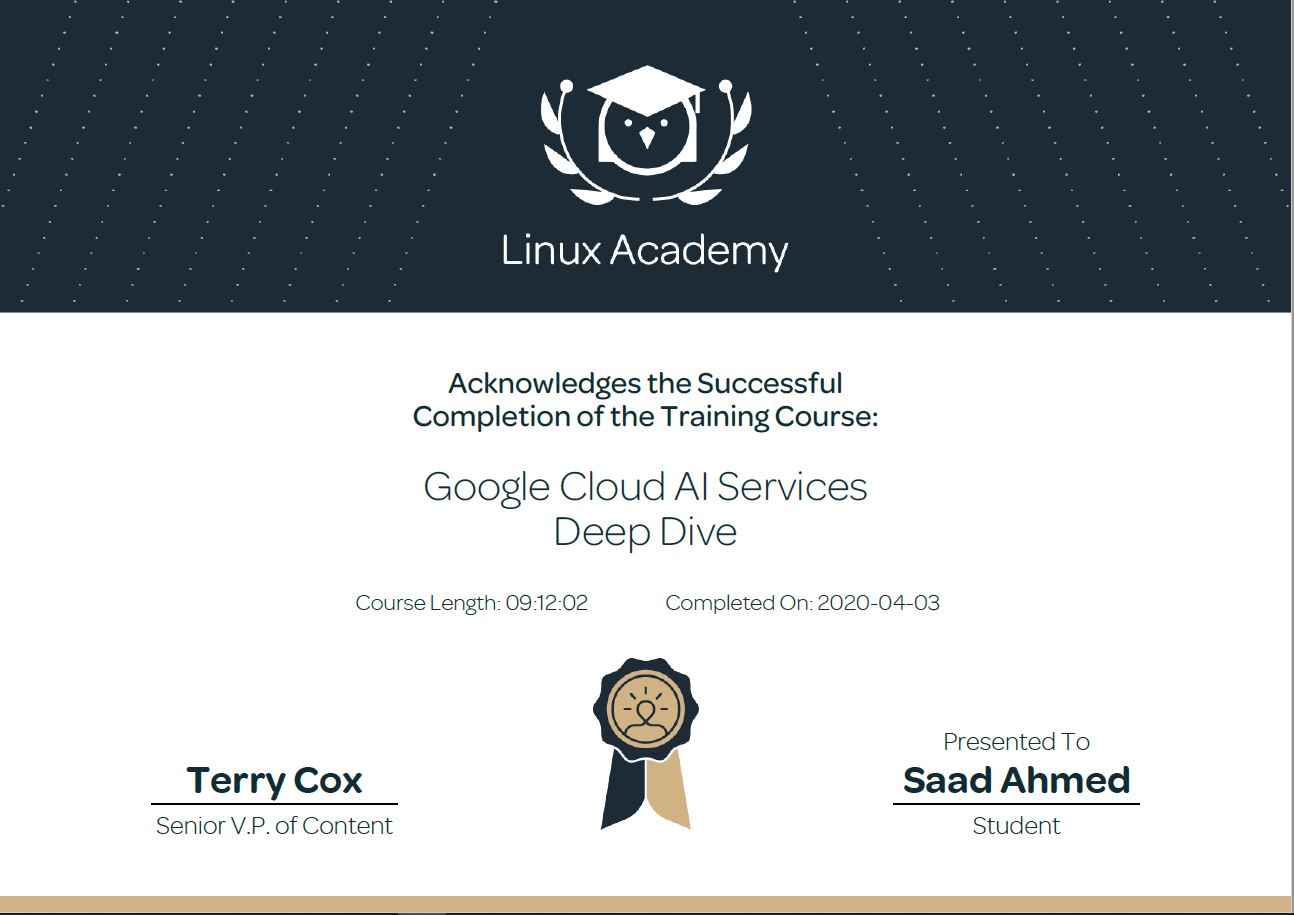 Linux Academy
Acknowledges the Successful
Completion of the Training Course:
Google Cloud AI Services
Deep Dive
Course Length: 09:12:02 Completed On: 2020-04-03
Presented To
Terry Cox Saad Ahmed
Senior V.P. of Content Student